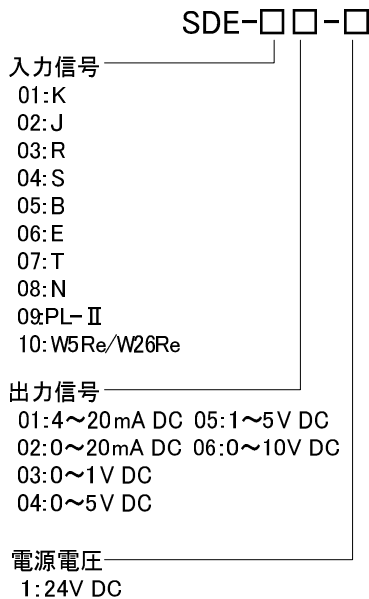 SDE-□□-□
入力信号
01:K
02:J
03:R
04:S
05:B
06:E
07:T
08:N
09:PL-Ⅱ
10:W5Re/W26Re
出力信号
01:4～20mA DC 05:1～5V DC
02:0～20mA DC 06:0～10V DC
03:0～1V DC
04:0～5V DC
電源電圧
1:24V DC